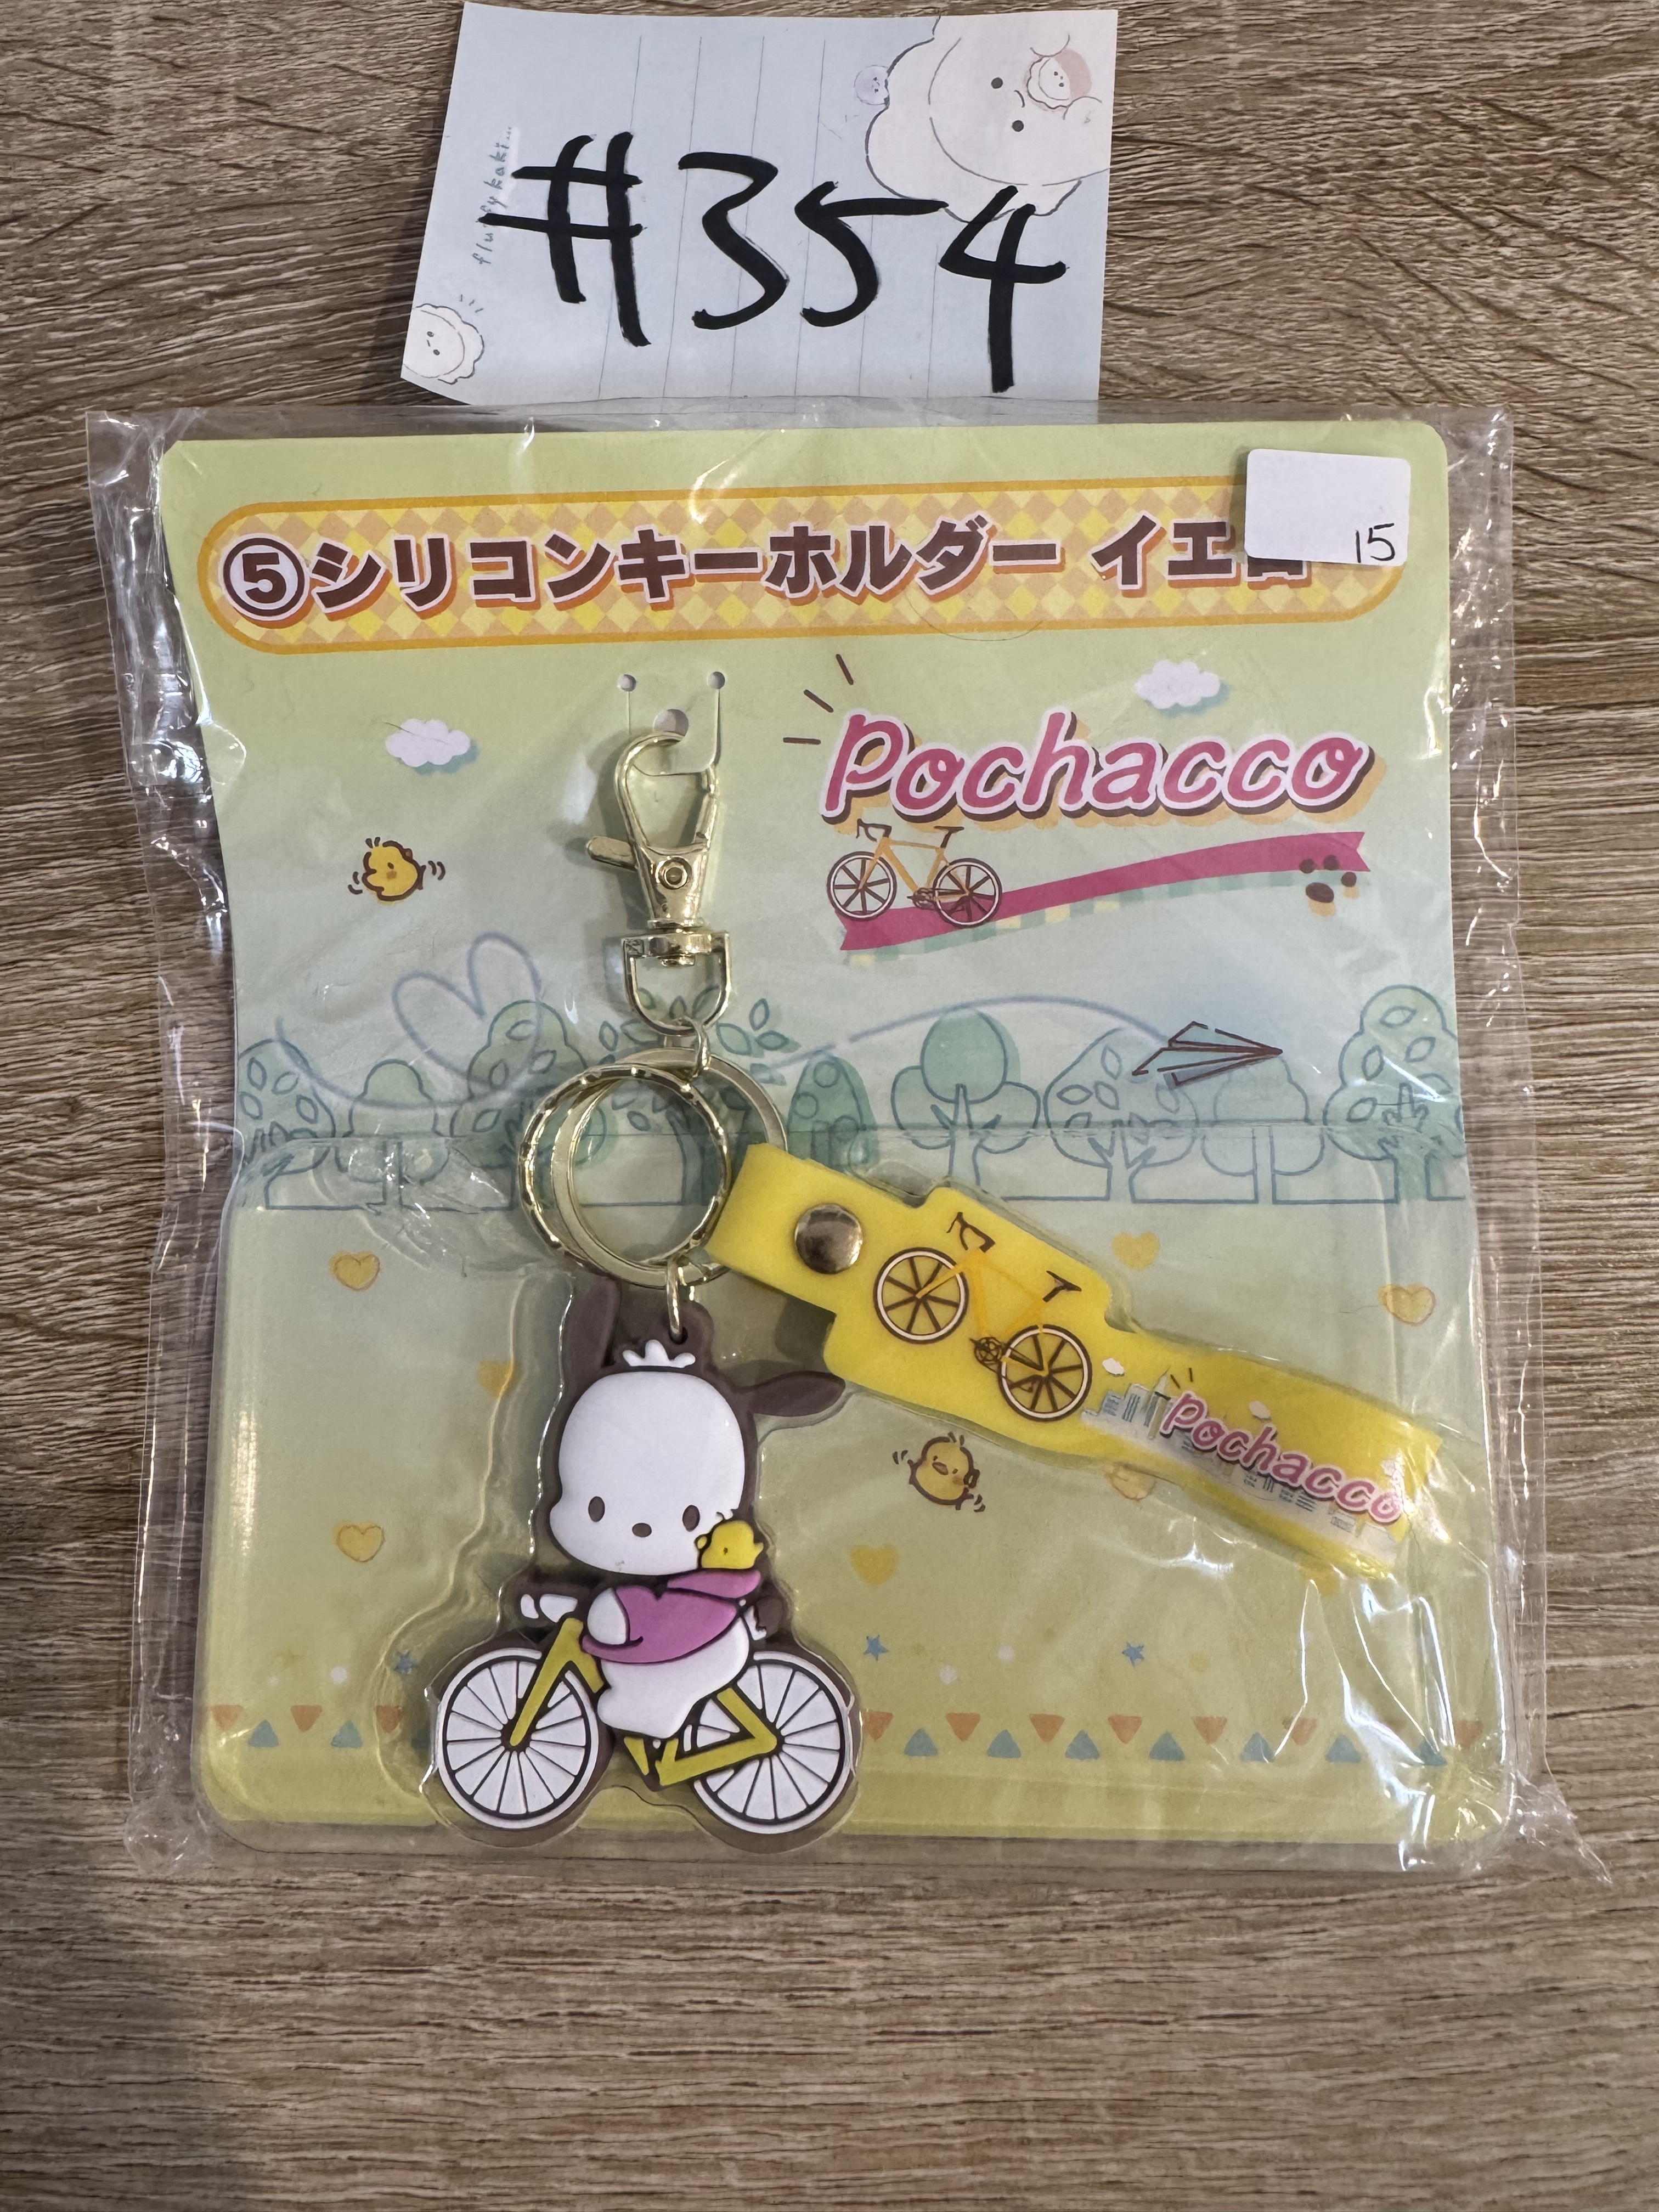 #354
fluffy kaki...
15
⑤シリコンキーホルダー イエロー
Pochacco
Pochacco